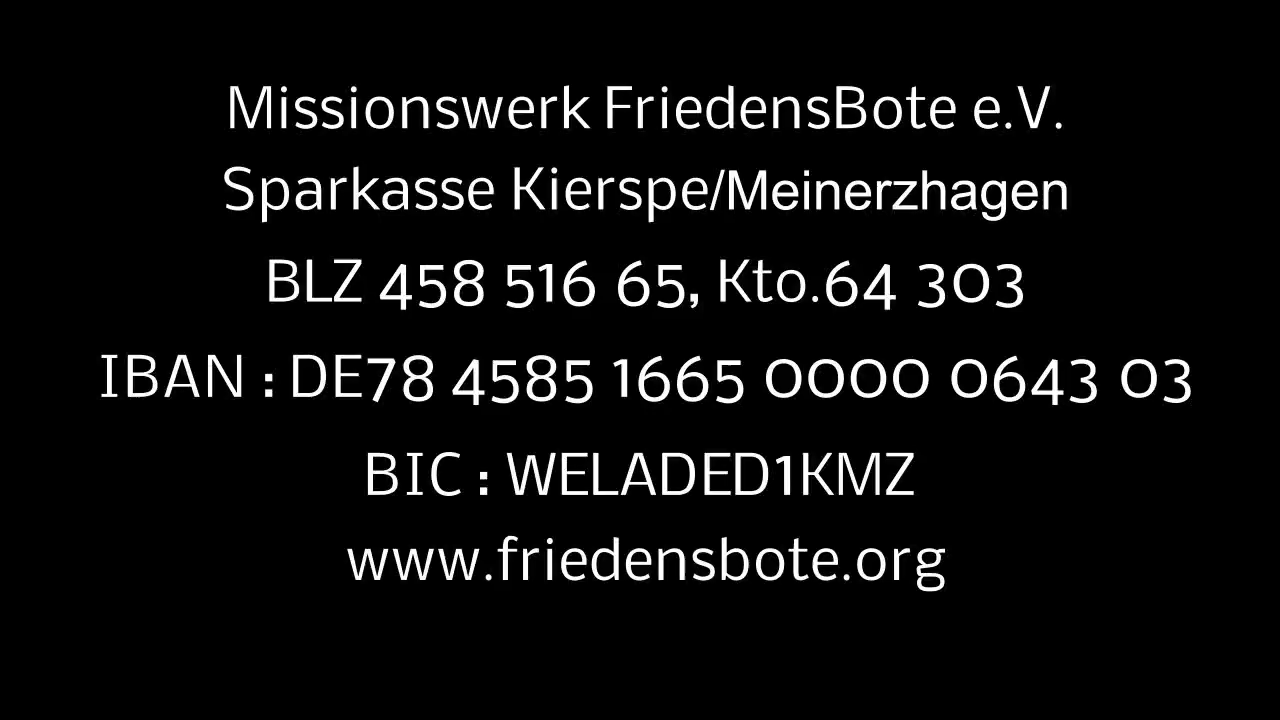 Missionswerk FriedensBote e.V.
Sparkasse Kierspe/Meinerzhagen
BLZ 458 516 65, Kto.64 303
IBAN : DE78 4585 1665 0000 0643 03
BIC : WELADED1KMZ
www.friedensbote.org